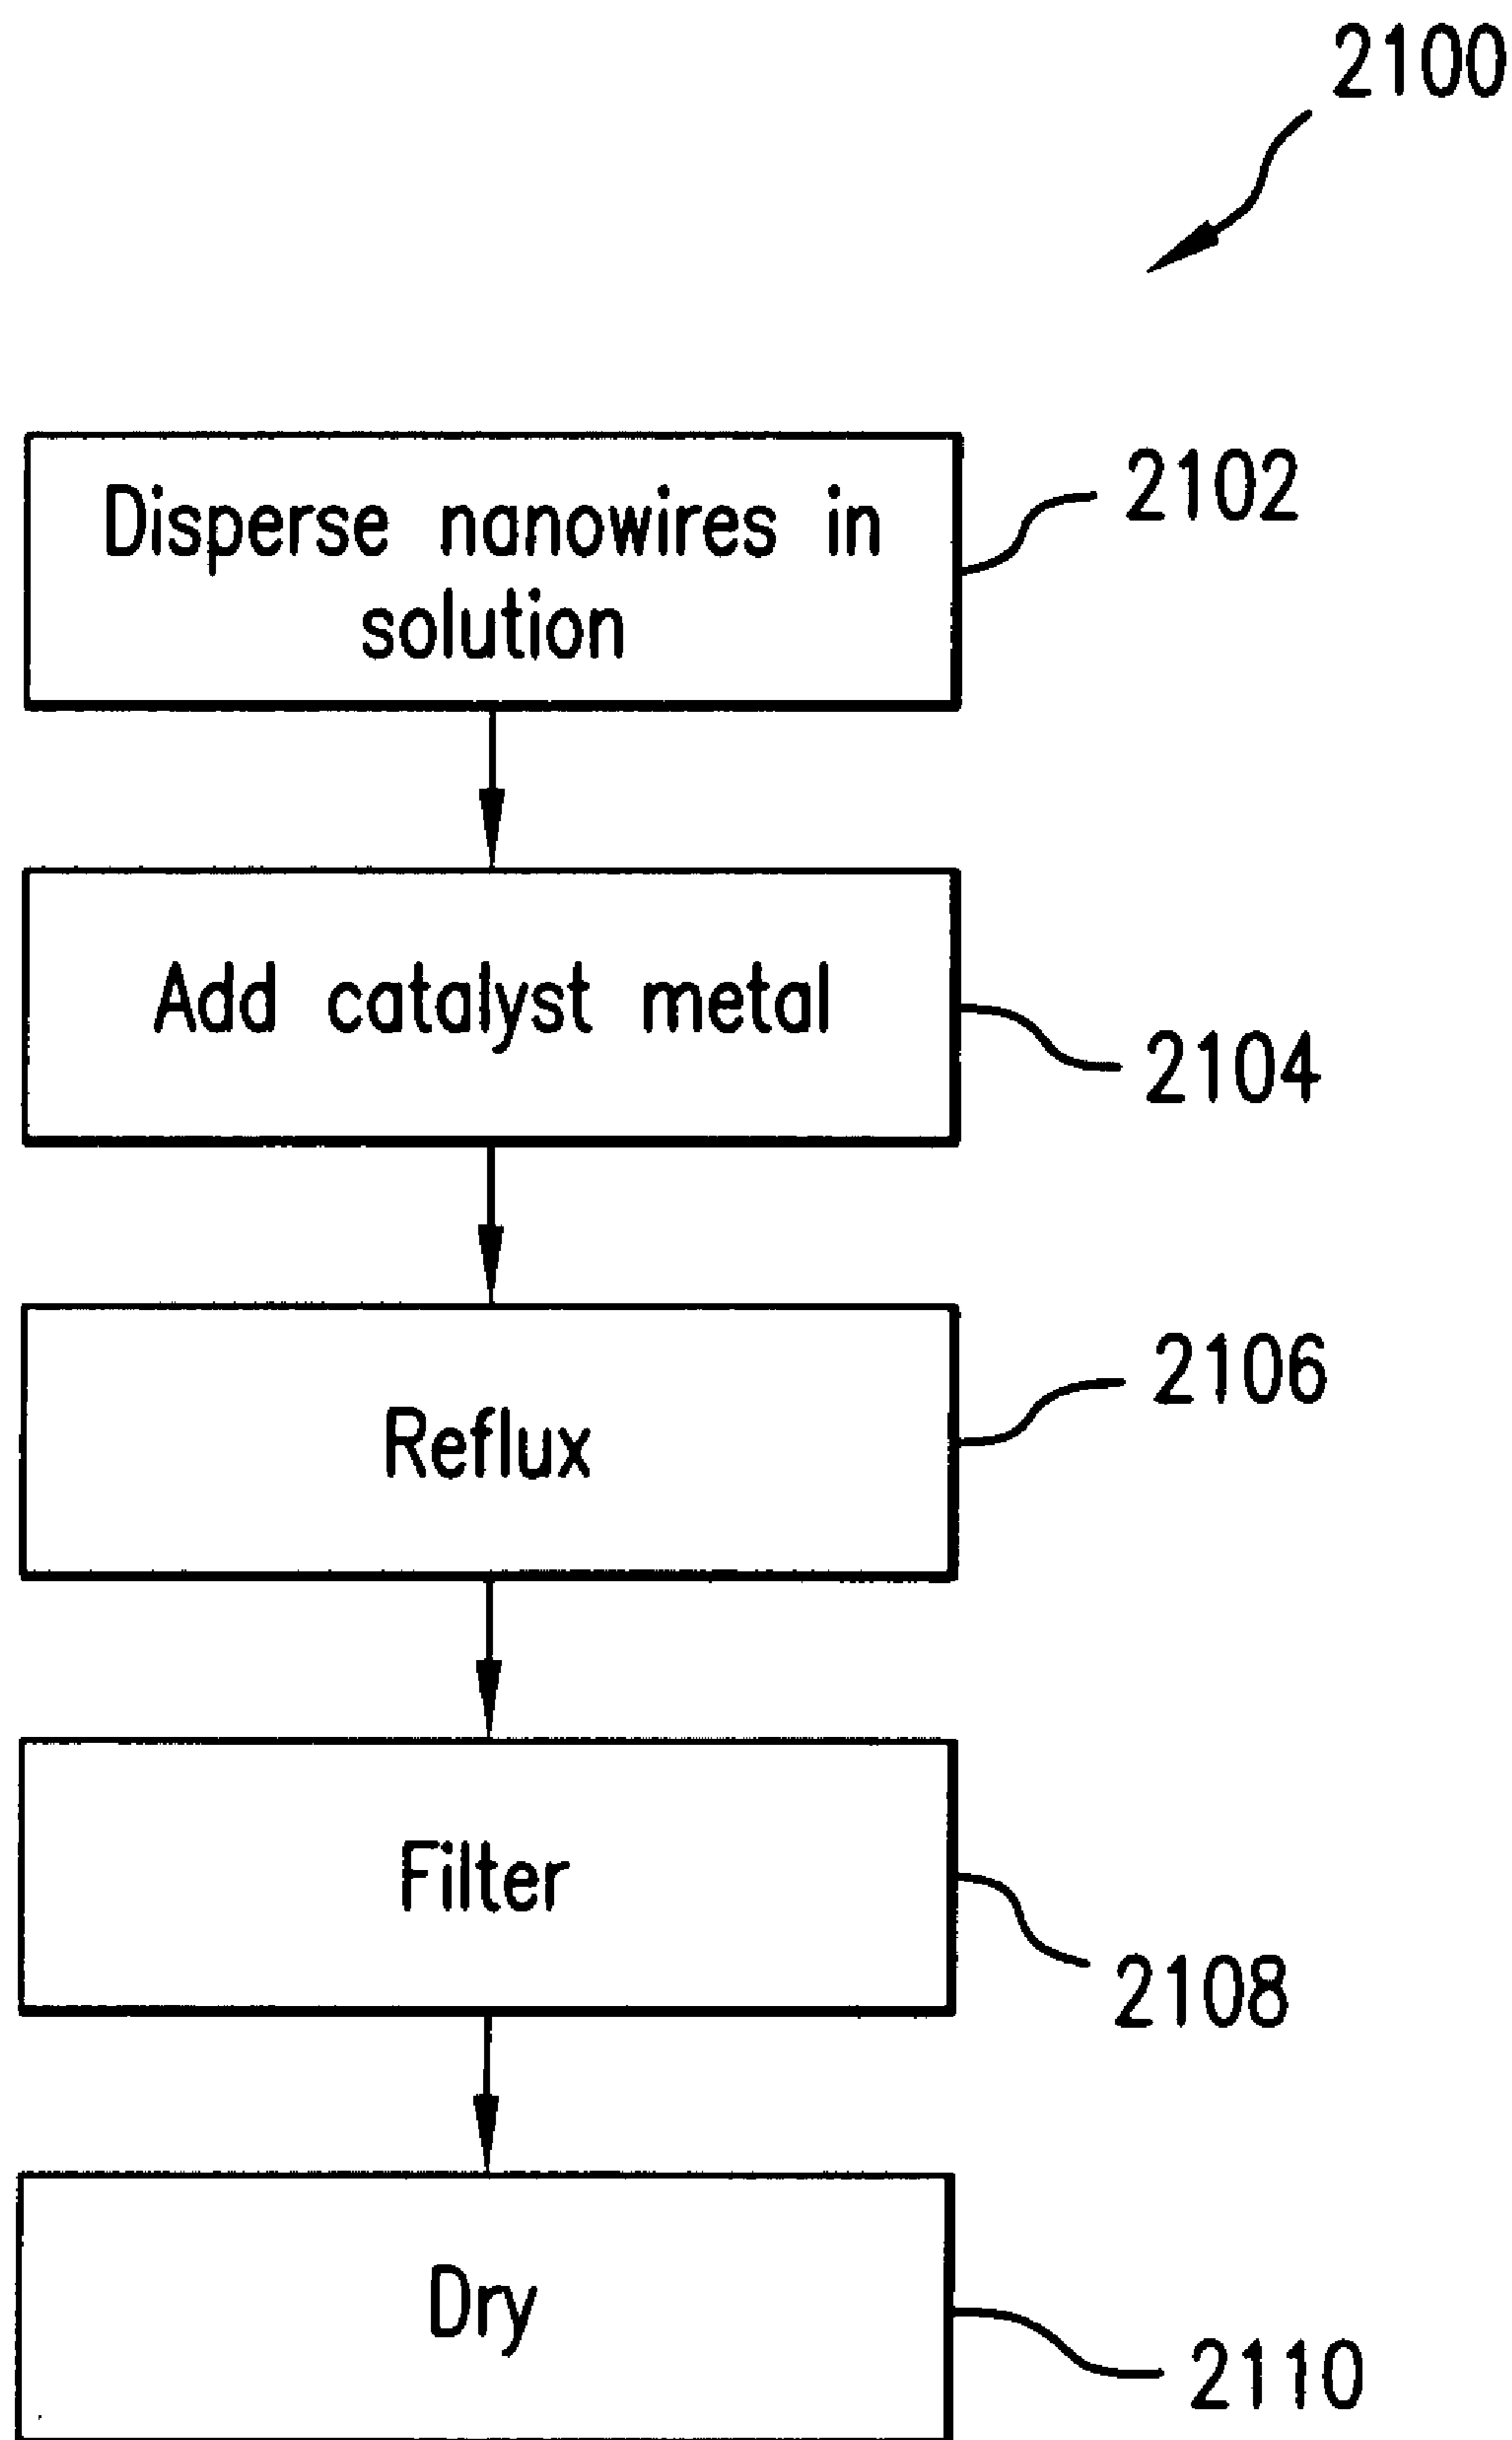 2100
Disperse nanowires in
solution
2102
Add catalyst metal
2104
Reflux
2106
Filter
2108
Dry
2110